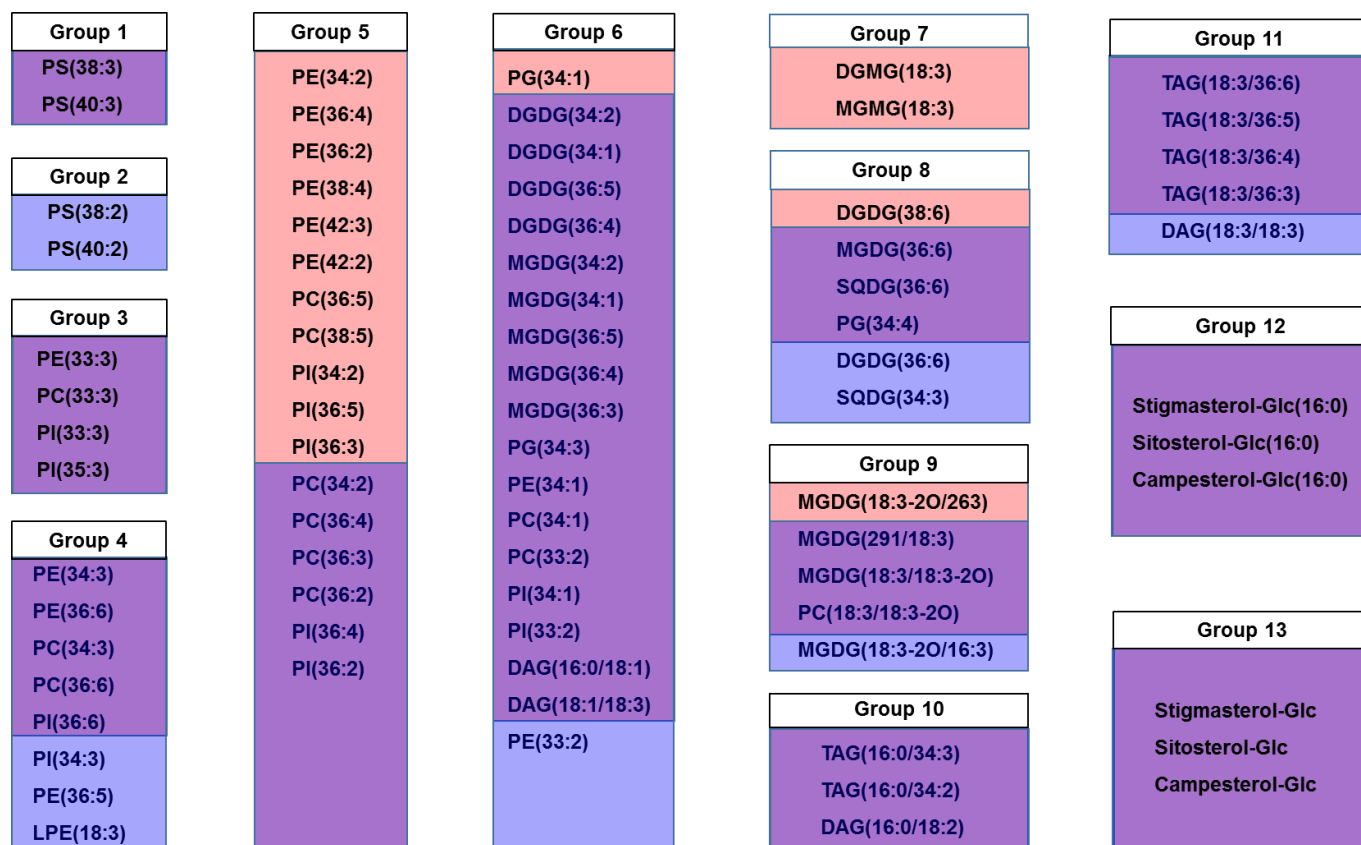 Group 1
PS(38:3)
PS(40:3)
Group 2
PS(38:2)
PS(40:2)
Group 3
PE(33:3)
PC(33:3)
PI(33:3)
PI(35:3)
Group 4
PE(34:3)
PE(36:6)
PC(34:3)
PC(36:6)
PI(36:6)
PI(34:3)
PE(36:5)
LPE(18:3)
Group 5
PE(34:2)
PE(36:4)
PE(36:2)
PE(38:4)
PE(42:3)
PE(42:2)
PC(36:5)
PC(38:5)
PI(34:2)
PI(36:5)
PI(36:3)
PC(34:2)
PC(36:4)
PC(36:3)
PC(36:2)
PI(36:4)
PI(36:2)
Group 6
PG(34:1)
DGDG(34:2)
DGDG(34:1)
DGDG(36:5)
DGDG(36:4)
MGDG(34:2)
MGDG(34:1)
MGDG(36:5)
MGDG(36:4)
MGDG(36:3)
PG(34:3)
PE(34:1)
PC(34:1)
PC(33:2)
PI(34:1)
PI(33:2)
DAG(16:0/18:1)
DAG(18:1/18:3)
PE(33:2)
Group 7
DGMG(18:3)
MGMG(18:3)
Group 8
DGDG(38:6)
MGDG(36:6)
SQDG(36:6)
PG(34:4)
DGDG(36:6)
SQDG(34:3)
Group 9
MGDG(18:3-2O/263)
MGDG(291/18:3)
MGDG(18:3/18:3-2O)
PC(18:3/18:3-2O)
MGDG(18:3-2O/16:3)
Group 10
TAG(16:0/34:3)
TAG(16:0/34:2)
DAG(16:0/18:2)
Group 11
TAG(18:3/36:6)
TAG(18:3/36:5)
TAG(18:3/36:4)
TAG(18:3/36:3)
DAG(18:3/18:3)
Group 12
Stigmasterol-Glc(16:0)
Sitosterol-Glc(16:0)
Campesterol-Glc(16:0)
Group 13
Stigmasterol-Glc
Sitosterol-Glc
Campesterol-Glc